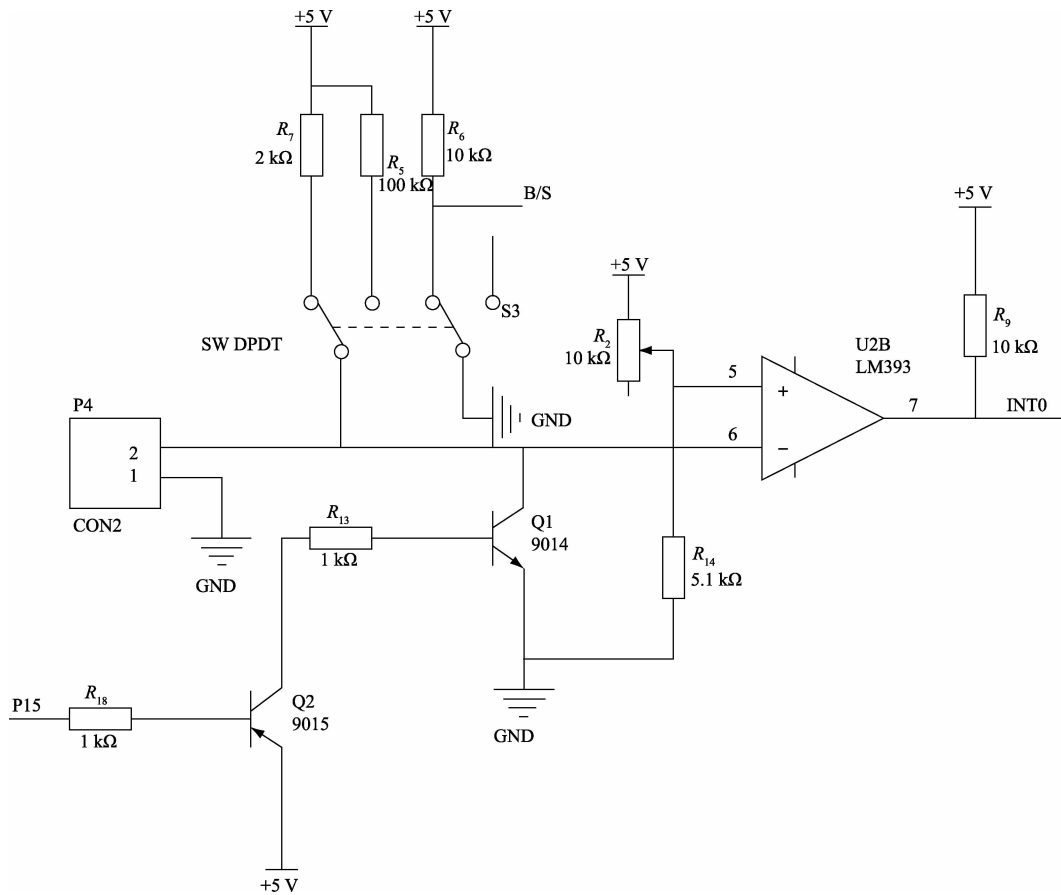 +5 V
+5 V
R7
2 kΩ
R5
100 kΩ
R6
10 kΩ
B/S
+5 V
+5 V
S3
SW DPDT
R2
10 kΩ
U2B
LM393
R9
10 kΩ
5
+
7
INT0
P4
GND
6
−
2
1
CON2
R13
1 kΩ
Q1
9014
R14
5.1 kΩ
GND
P15
R18
1 kΩ
Q2
9015
GND
+5 V